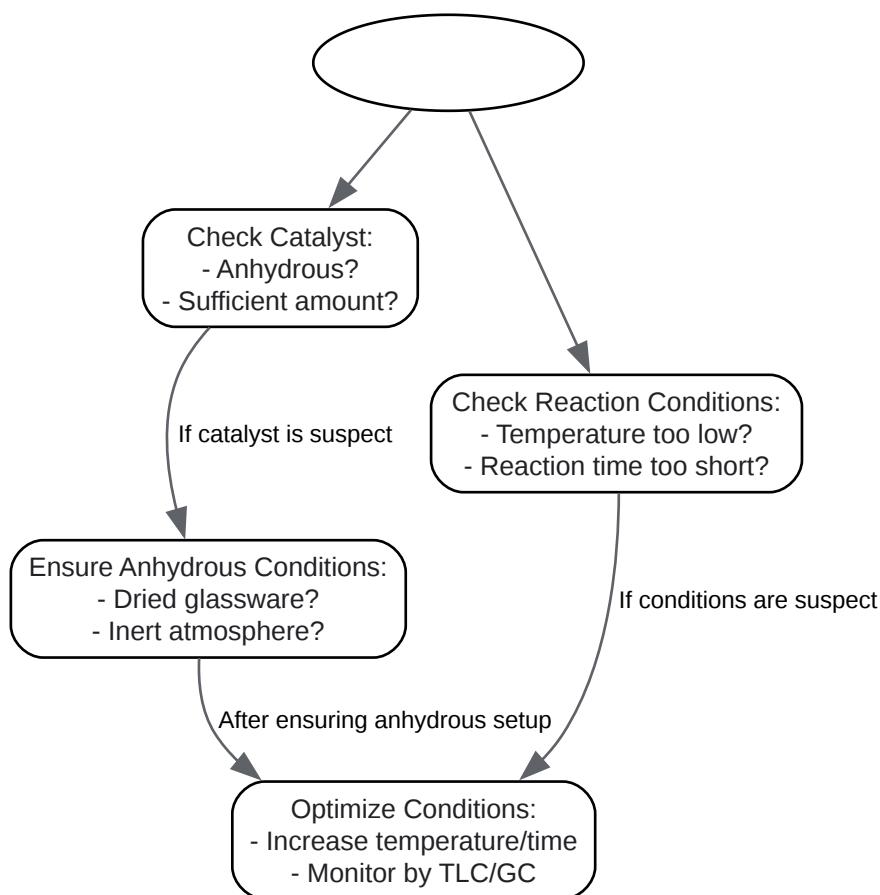 Check Catalyst:
- Anhydrous?
- Sufficient amount?
Check Reaction Conditions:
- Temperature too low?
- Reaction time too short?
If catalyst is suspect
Ensure Anhydrous Conditions:
- Dried glassware?
- Inert atmosphere?
If conditions are suspect
After ensuring anhydrous setup
Optimize Conditions:
- Increase temperature/time
- Monitor by TLC/GC